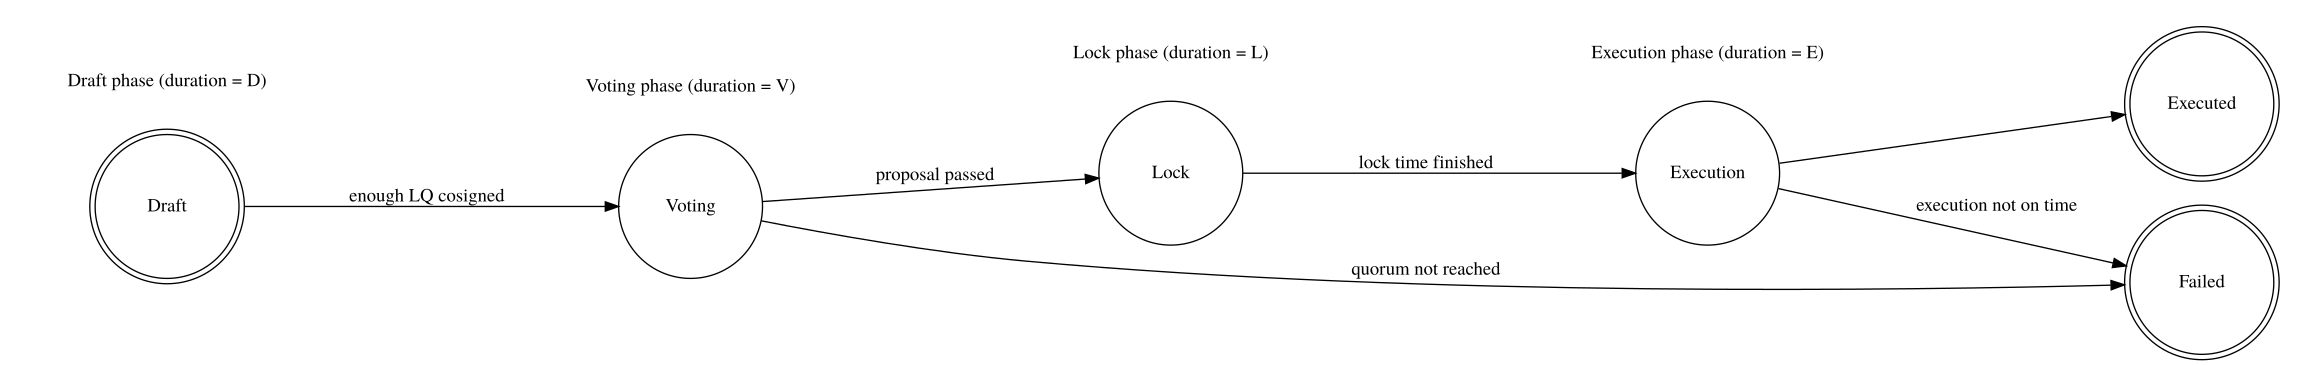 Draft phase (duration = D)
Voting phase (duration = V)
Lock phase (duration = L)
Execution phase (duration = E)
Draft
enough LQ cosigned
Voting
proposal passed
quorum not reached
Lock
lock time finished
Execution
execution not on time
Executed
Failed